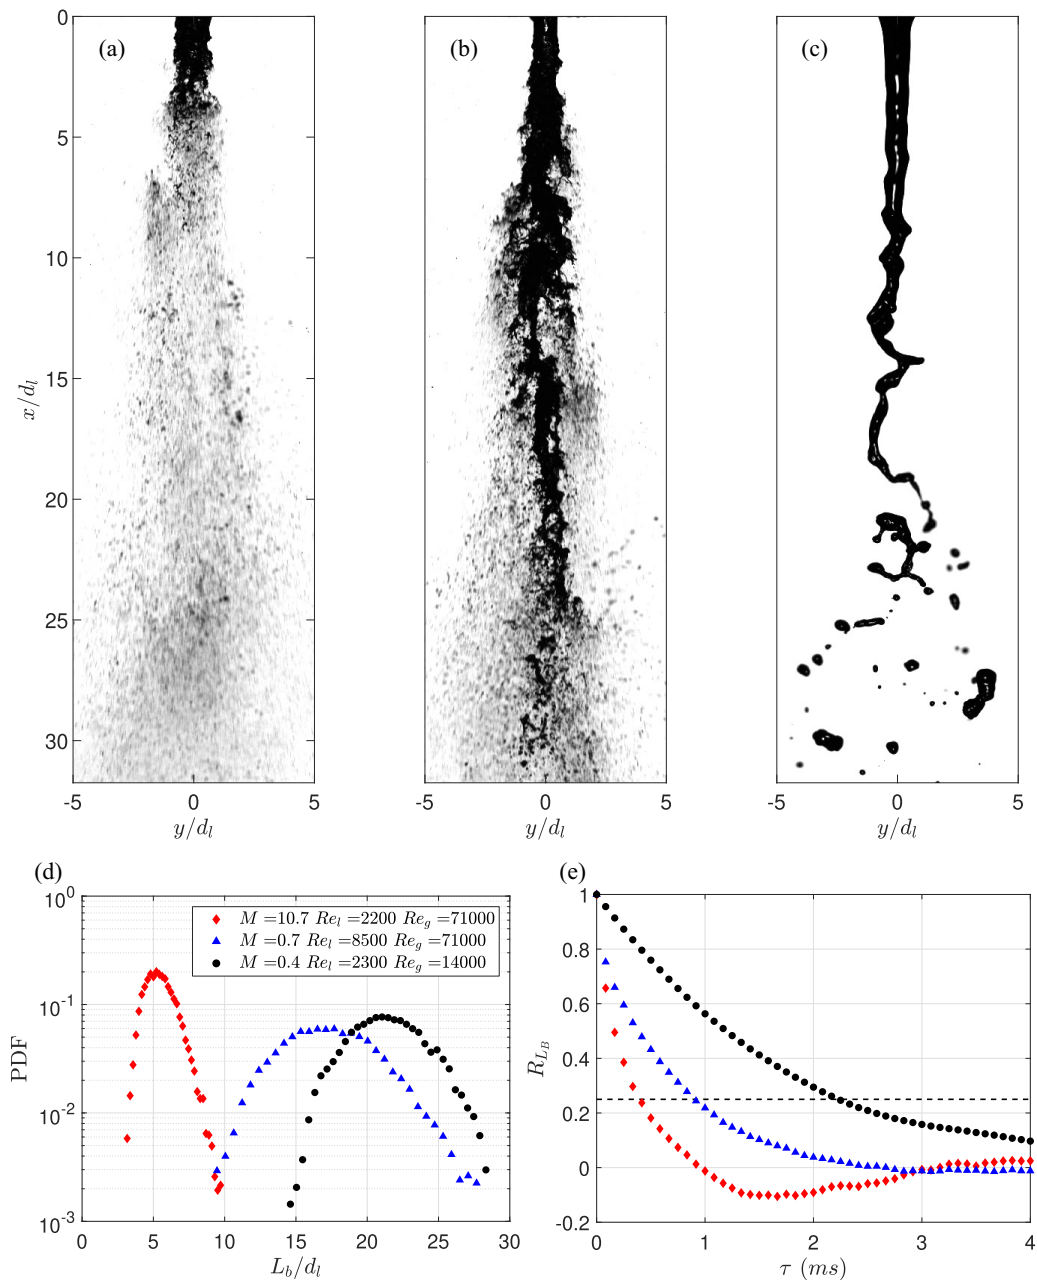 (a) (b) (c)
0
5
10
15
20
25
30
x/d_l
-5 0 5 -5 0 5 -5 0 5
y/d_l y/d_l y/d_l
(d) (e)
10^0
10^-1
10^-2
10^-3
PDF
M =10.7 Re_l =2200 Re_g =71000
M =0.7 Re_l =8500 Re_g =71000
M =0.4 Re_l =2300 Re_g =14000
0 5 10 15 20 25 30
L_b/d_l
1
0.8
0.6
0.4
0.2
0
-0.2
R_{L_B}
0 1 2 3 4
τ (ms)